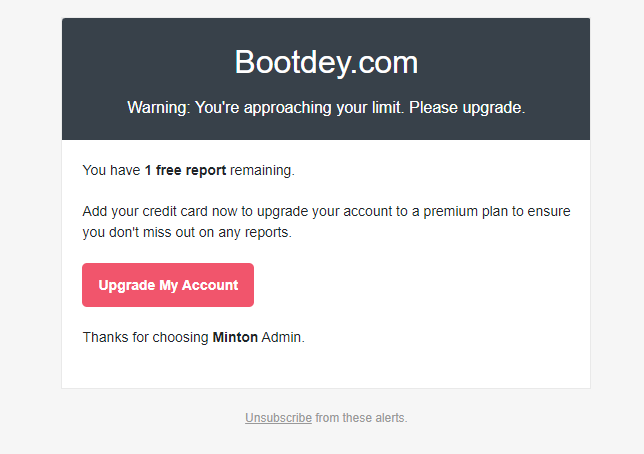 Bootdey.com
Warning: You're approaching your limit. Please upgrade.
You have 1 free report remaining.
Add your credit card now to upgrade your account to a premium plan to ensure
you don't miss out on any reports.
Upgrade My Account
Thanks for choosing Minton Admin.
Unsubscribe from these alerts.